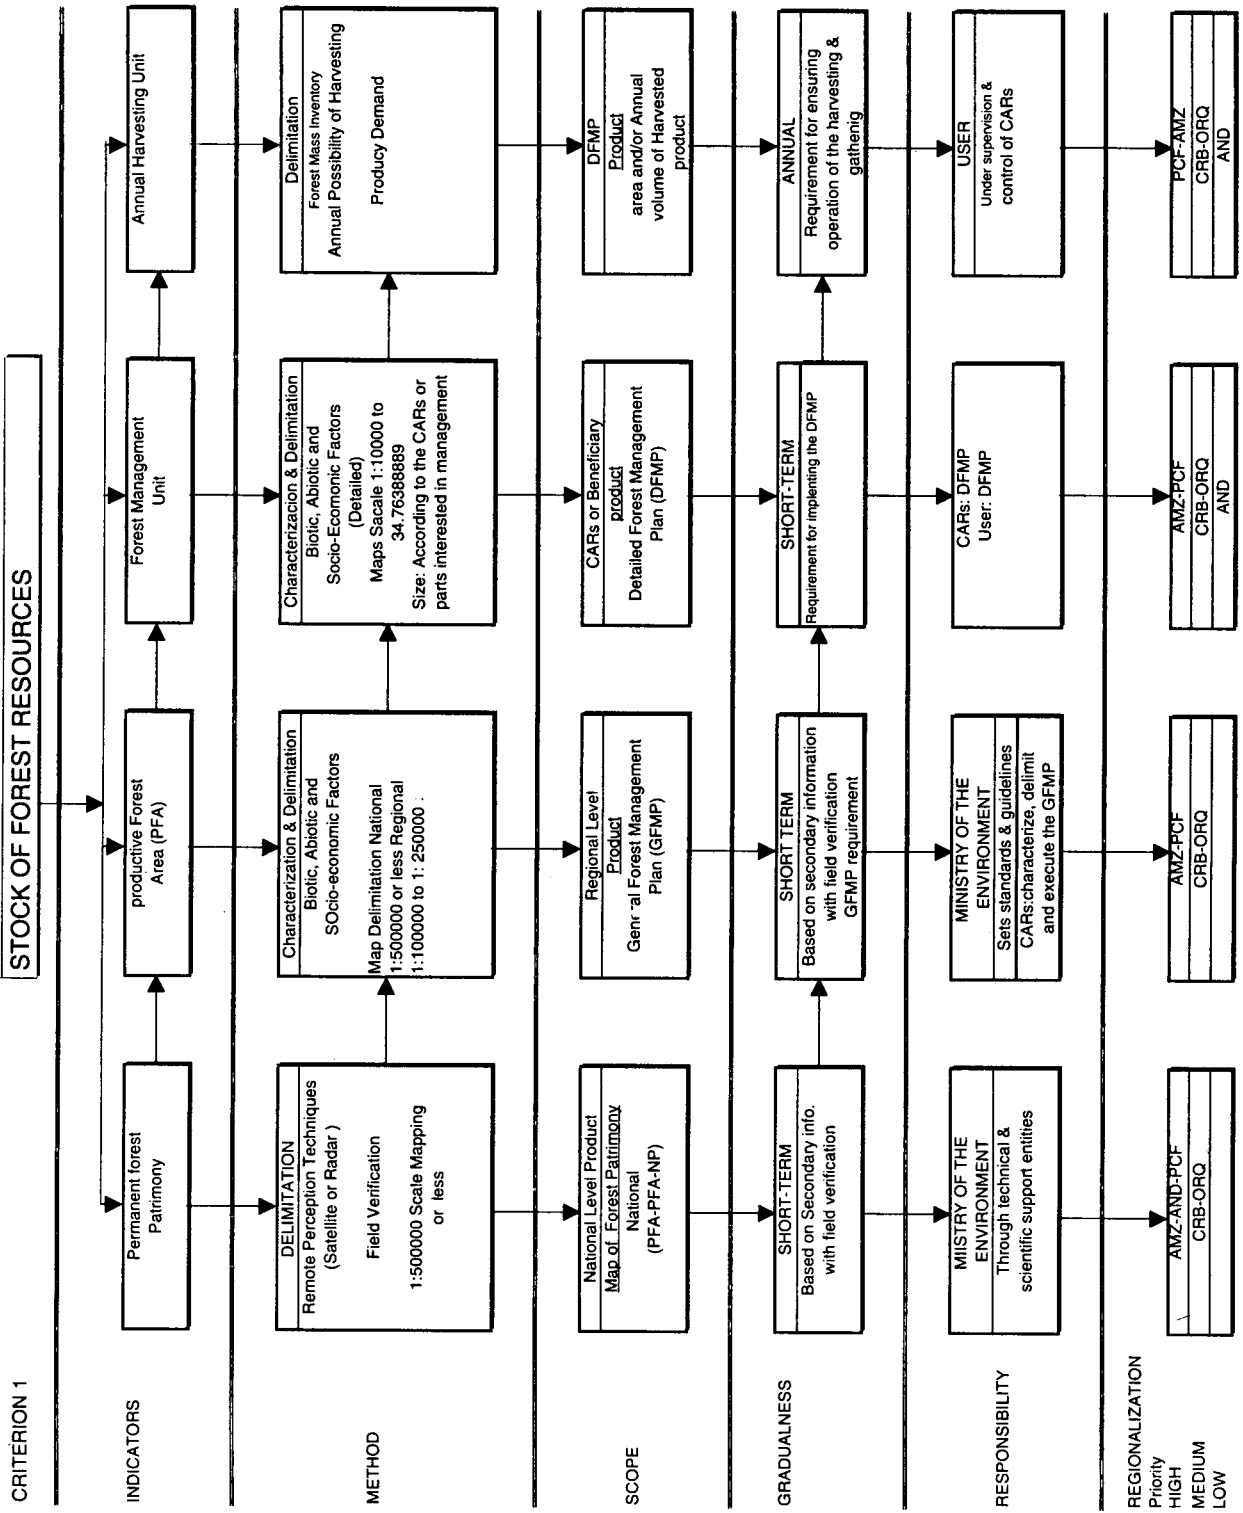 CRITERION 1
STOCK OF FOREST RESOURCES
INDICATORS
Permanent forest
Patrimony
productive Forest
Area (PFA)
Forest Management
Unit
Annual Harvesting Unit
METHOD
DELIMITATION
Remote Perception Techniques
(Satellite or Radar )
Field Verification
1:500000 Scale Mapping
or less
Characterization & Delimitation
Biotic, Abiotic and
SOcio-economic Factors
Map Delimitation National
1:500000 or less Regional
1:100000 to 1: 250000 :
Characterizacion & Delimitation
Biotic, Abiotic and
Socio-Ecomonic Factors
(Detailed)
Maps Sacale 1:10000 to
34.76388889
Size: According to the CARs or
parts interested in management
Delimitation
Forest Mass Inventory
Annual Possibility of Harvesting
Producy Demand
SCOPE
National Level Product
Map of Forest Patrimony
National
(PFA-PFA-NP)
Regional Level
Product
General Forest Management
Plan (GFMP)
CARs or Beneficiary
product
Detailed Forest Management
Plan (DFMP)
DFMP
Product
area and/or Annual
volume of Harvested
product
GRADUALNESS
SHORT-TERM
Based on Secondary info.
with field verification
SHORT TERM
Based on secondary information
with field verification
GFMP requirement
SHORT-TERM
Requirement for implenting the DFMP
ANNUAL
Requirement for ensuring
operation of the harvesting &
gathenig
RESPONSIBILITY
MIISTRY OF THE
ENVIRONMENT
Through technical &
scientific support entities
MINISTRY OF THE
ENVIRONMENT
Sets standards & guidelines
CARs:characterize, delimit
and execute the GFMP
CARs: DFMP
User: DFMP
USER
Under supervision &
control of CARs
REGIONALIZATION
Priority
HIGH
MEDIUM
LOW
AMZ-AND-PCF
CRB-ORQ
AMZ-PCF
CRB-ORQ
AMZ-PCF
CRB-ORQ
AND
PCF-AMZ
CRB-ORQ
AND